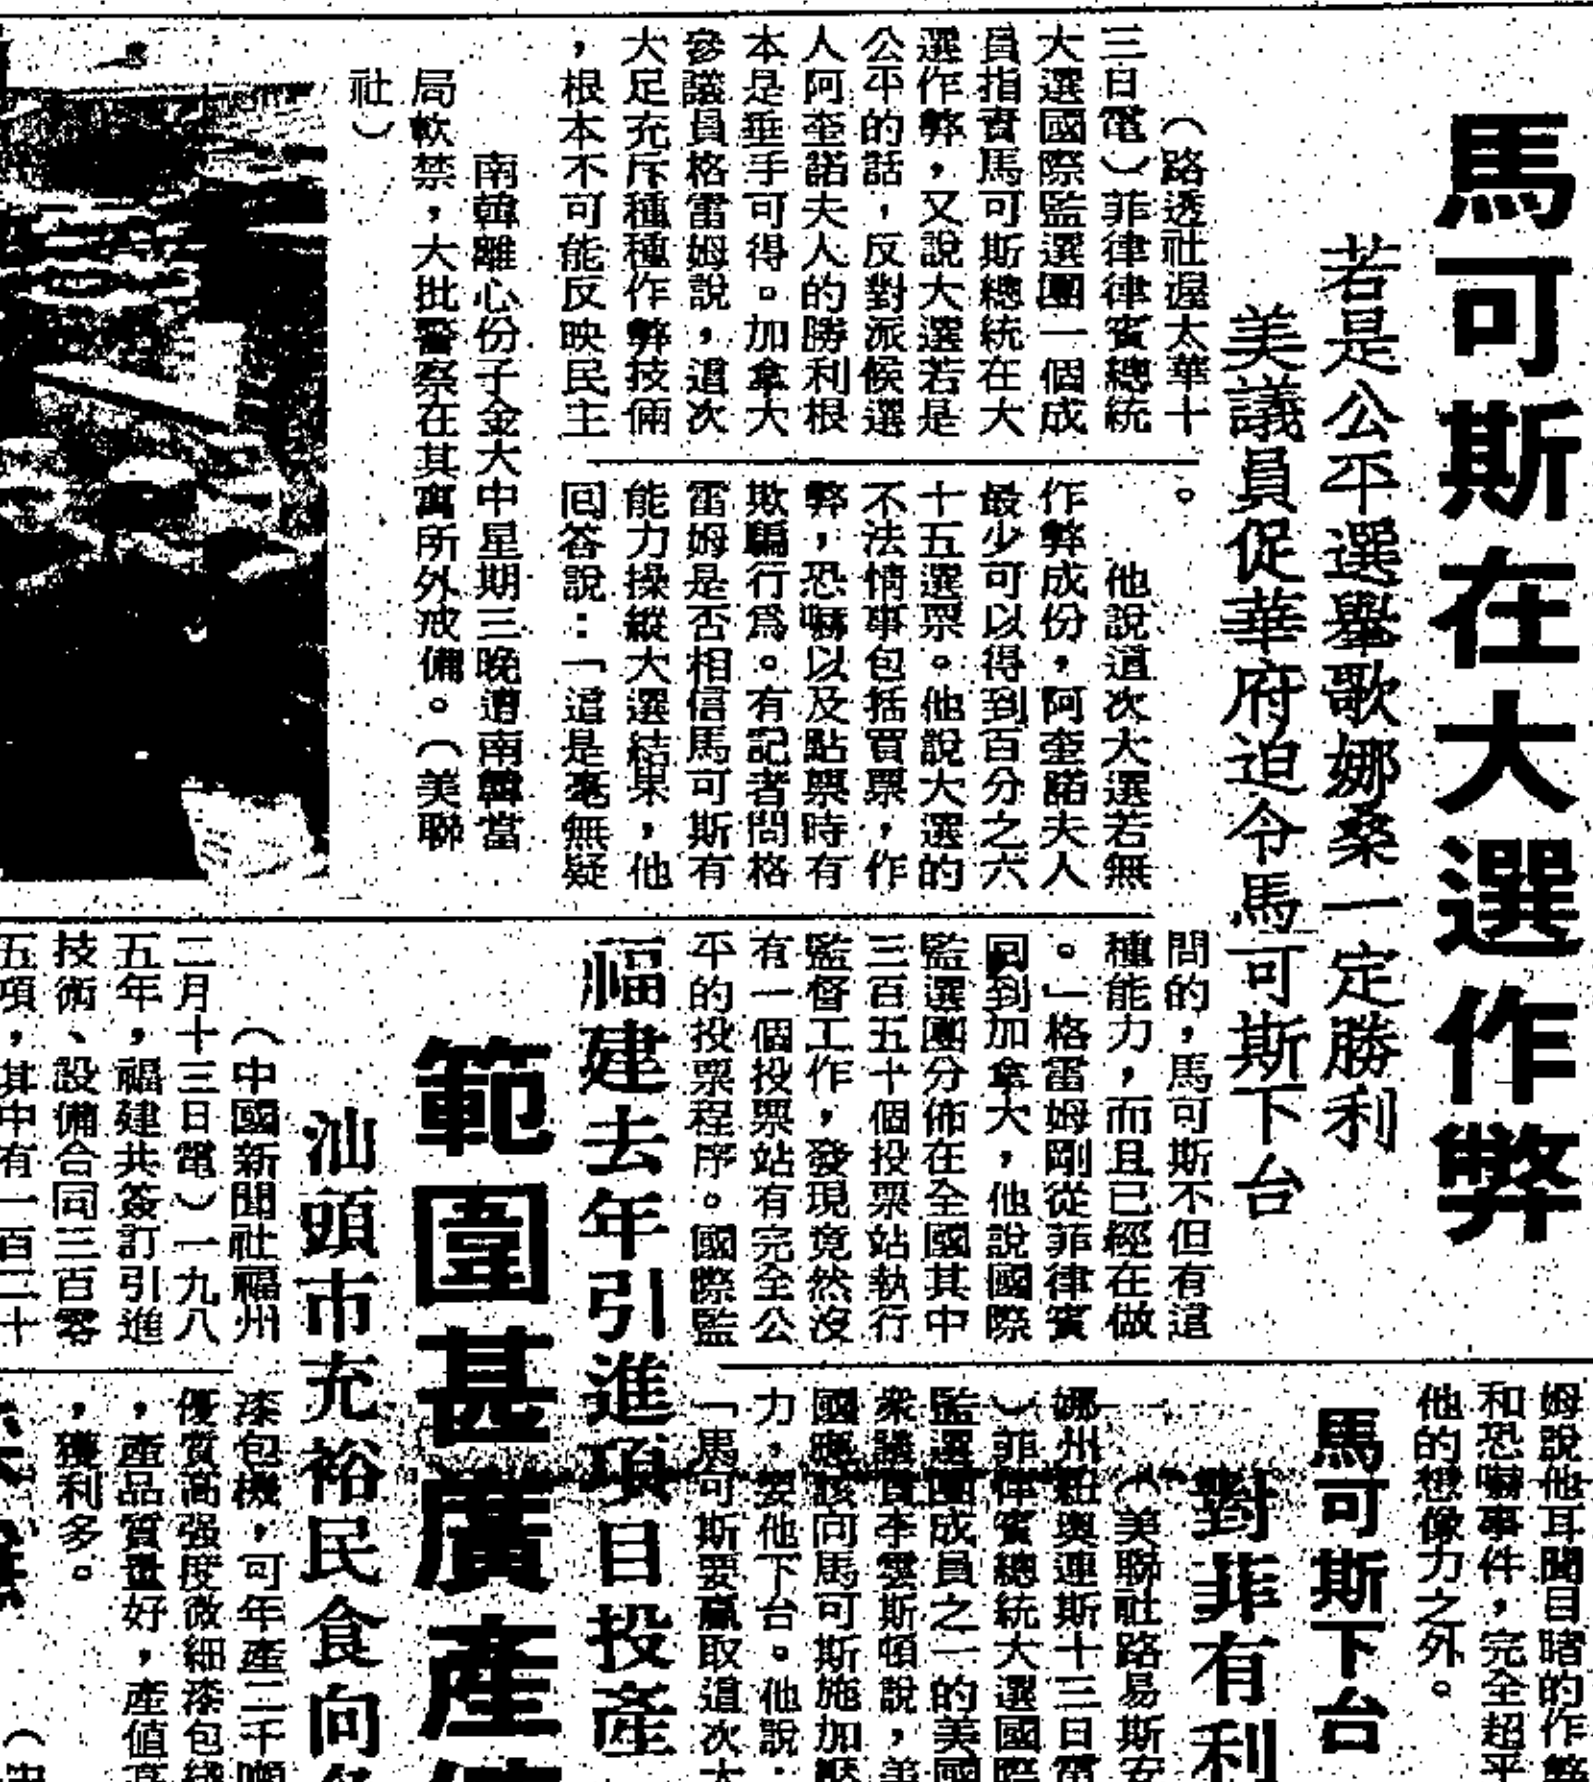 馬可斯在大選作弊
若是公平選舉歌娜桑一定勝利
美議員促華府迫令馬可斯下台
（路透社渥太華十
三日電）菲律律賓總統
大選國際監選團一個成
員指責馬可斯總統在大
選作弊，又說大選若是
公平的話，反對派候選
人阿奎諾夫人的勝利根
本是垂手可得。加拿大
參議員格雷姆說，這次
大足充斥種種作弊技倆
，根本不可能反映民主
。
他說這次大選若無
作弊成份，阿奎諾夫人
最少可以得到百分之六
十五選票。他說大選的
不法情事包括買票，作
弊，恐嚇以及點票時有
欺騙行為。有記者問格
雷姆是否相信馬可斯有
能力操縱大選結果，他
回答說：「這是毫無疑
問的，馬可斯不但有這
種能力，而且已經在做
。」格雷姆剛從菲律賓
回到加拿大，他說國際
監選團分佈在全國其中
三百五十個投票站執行
監督工作，發現竟然沒
有一個投票站有完全公
平的投票程序。國際監
姆說他耳聞目睹的作弊
和恐嚇事件，完全超乎
他的想像力之外。
南韓離心份子金大中星期三晚遭南韓當
局軟禁，大批警察在其寓所外戒備。（美聯
社）
馬可斯下台
對菲有利
（美聯社路易斯安
娜州紐奧連斯十三日電
）菲律賓總統大選國際
監選團成員之一的美國
衆議員李雲斯頓說，美
國應該向馬可斯施加壓
力，要他下台。他說：
「馬可斯要贏取這次大
福建去年引進項目投產
範圍甚廣產值
汕頭市充裕民食向
（中國新聞社福州
二月十三日電）一九八
五年，福建共簽訂引進
技術、設備合同三百零
五項，其中有一百二十
漆包機，可年產二千噸
優質高强度微細漆包綫
，產品質量好，產值高
，獲利多。